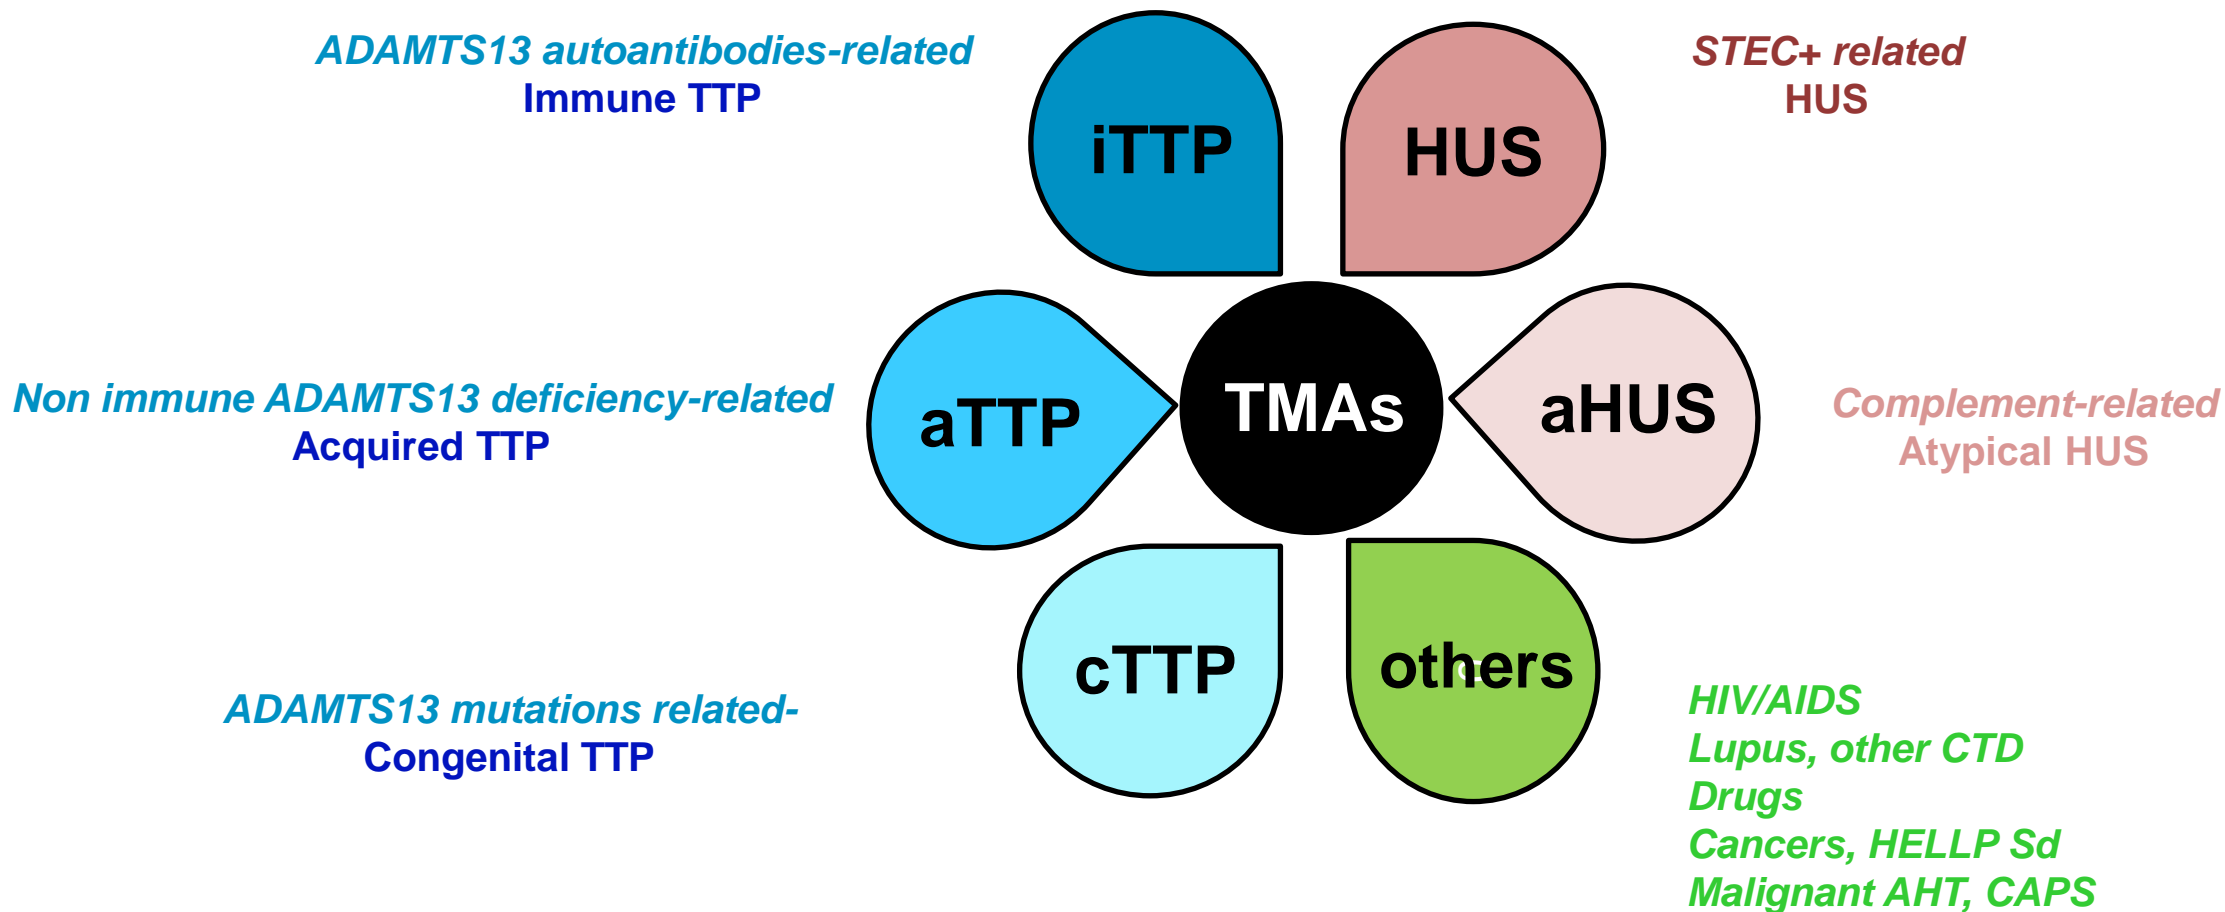 ADAMTS13 autoantibodies-related
Immune TTP
iTTP
HUS
STEC+ related
HUS
Non immune ADAMTS13 deficiency-related
Acquired TTP
aTTP
TMAs
aHUS
Complement-related
Atypical HUS
ADAMTS13 mutations related-
Congenital TTP
cTTP
others
HIV/AIDS
Lupus, other CTD
Drugs
Cancers, HELLP Sd
Malignant AHT, CAPS